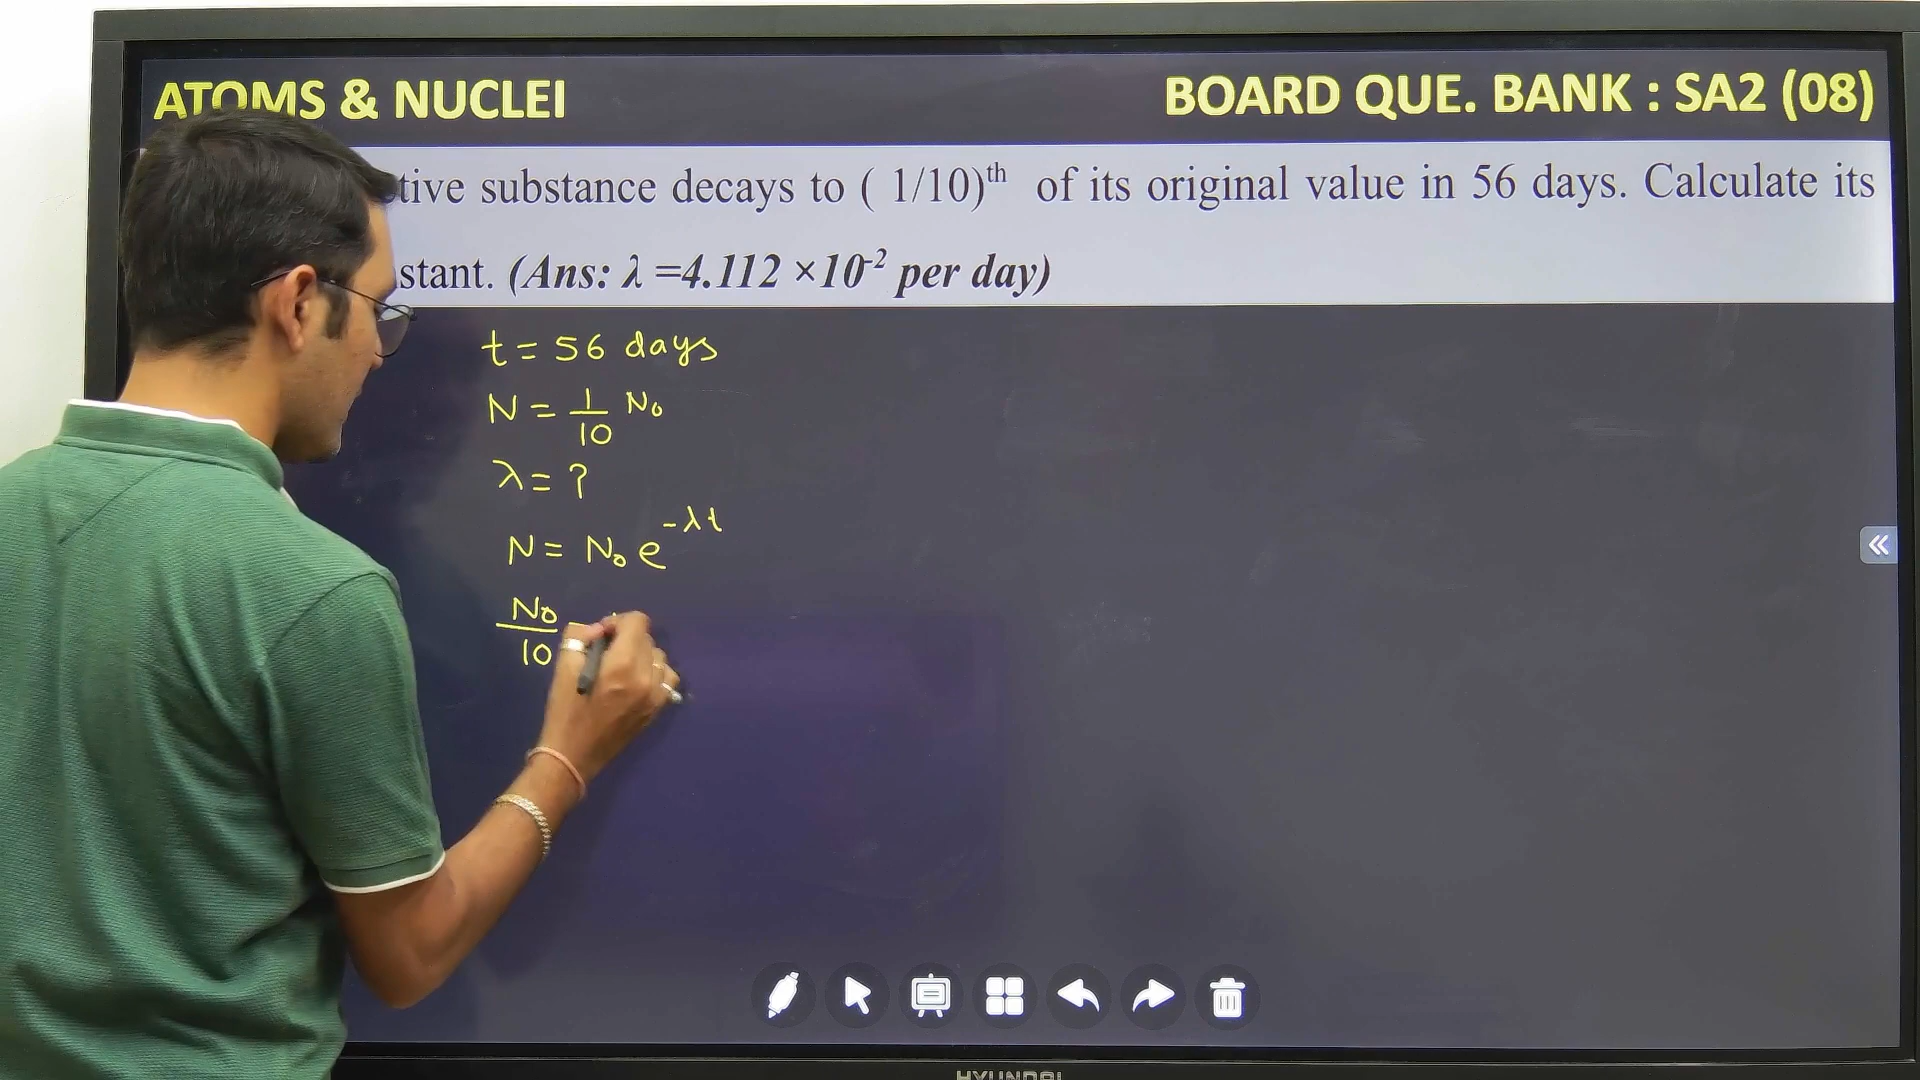 ATOMS & NUCLEI BOARD QUE. BANK : SA2 (08)
tive substance decays to ( 1/10)th of its original value in 56 days. Calculate its
stant. (Ans: λ =4.112 ×10-2 per day)
t = 56 days
N = 1/10 N₀
λ = ?
N = N₀ e^-λt
N₀/10 =
HYUNDAI